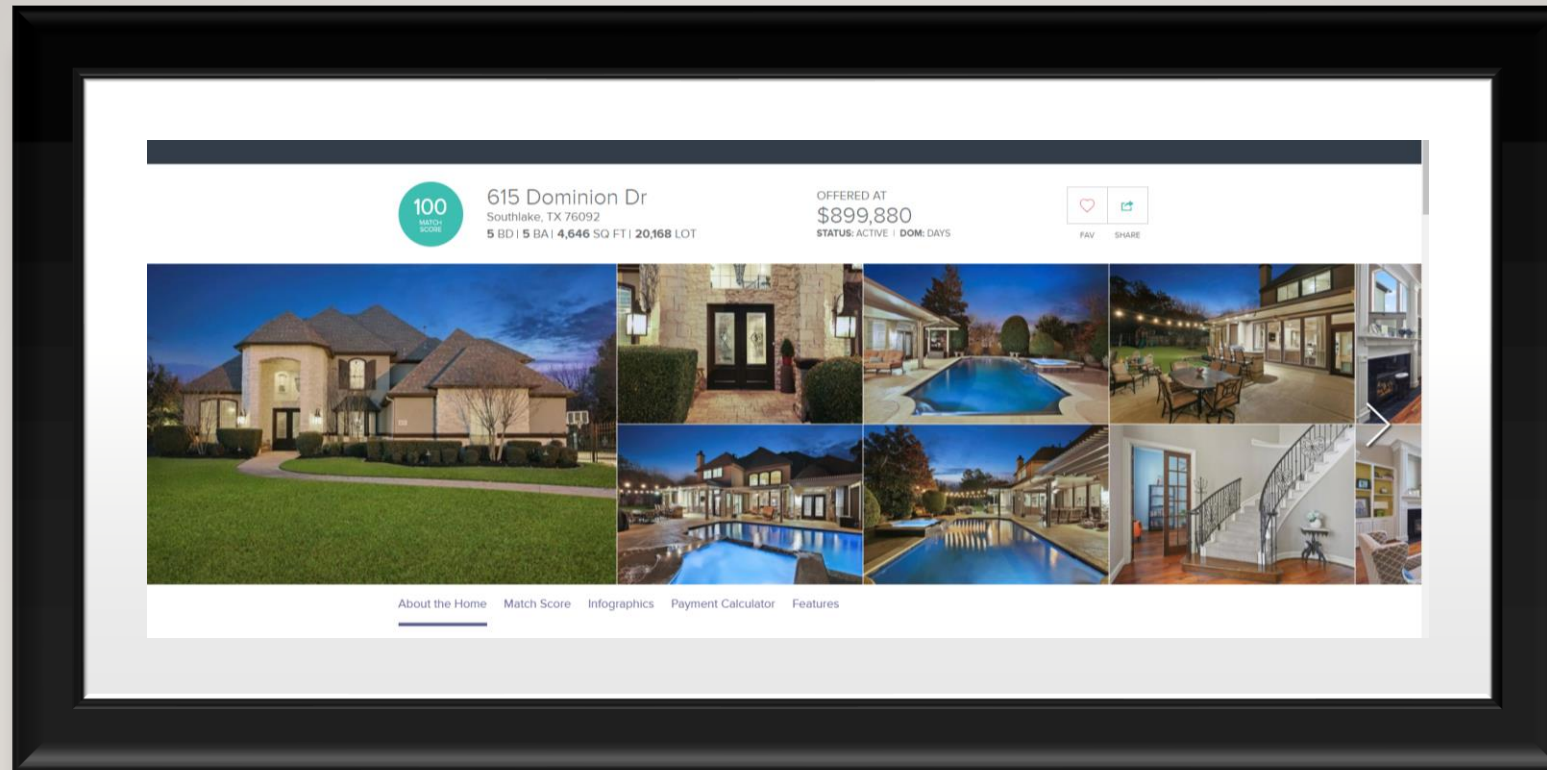 100
MATCH
SCORE
615 Dominion Dr
Southlake, TX 76092
5 BD | 5 BA | 4,646 SQ FT | 20,168 LOT
OFFERED AT
$899,880
STATUS: ACTIVE | DOM: DAYS
FAV SHARE
About the Home Match Score Infographics Payment Calculator Features